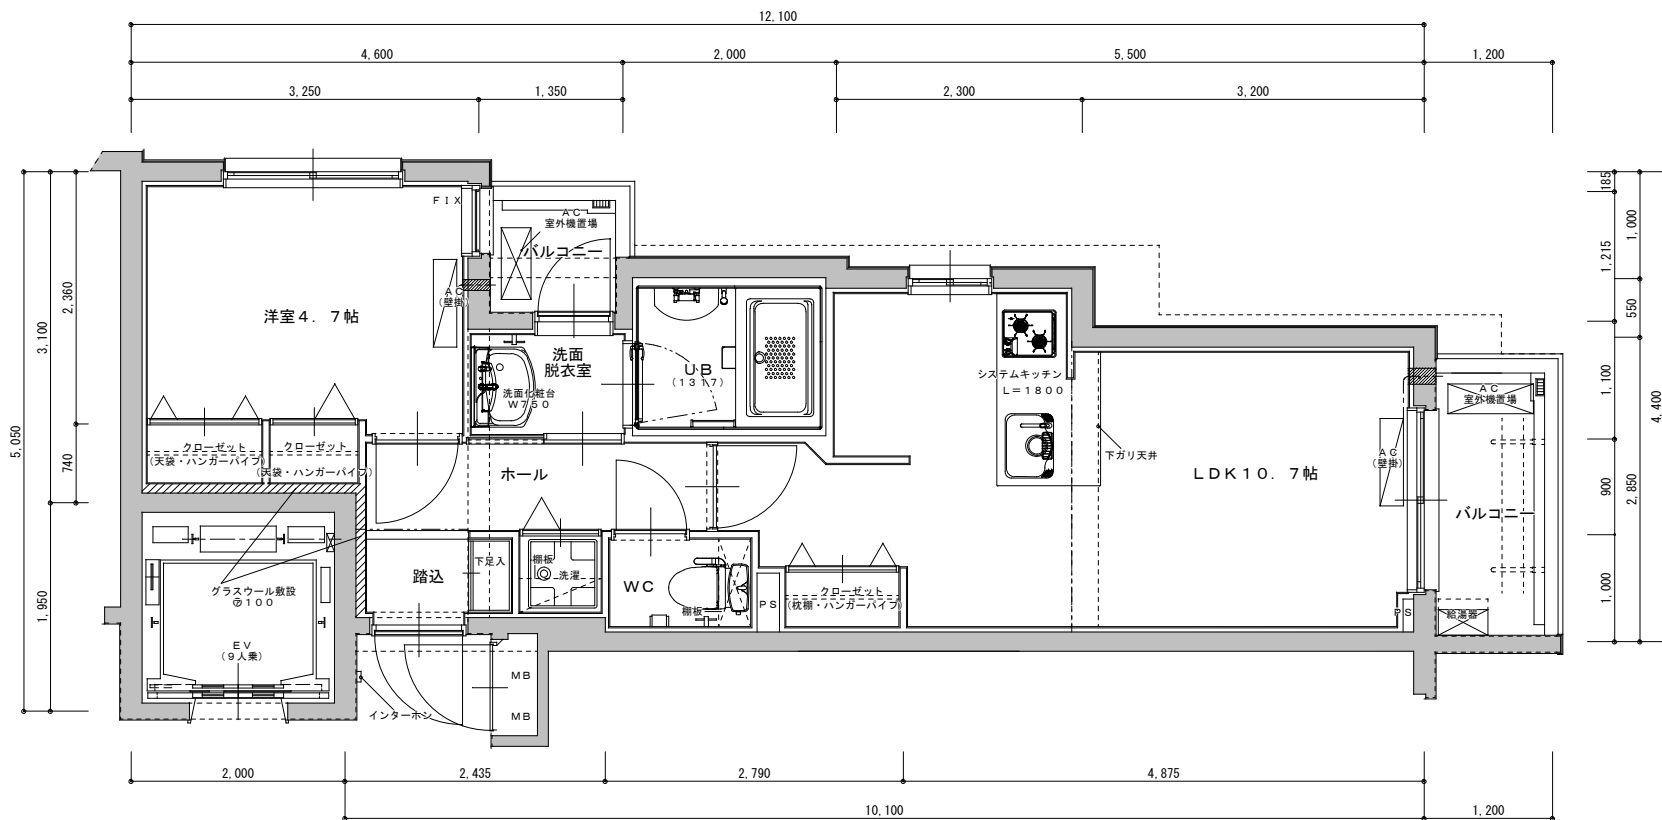 12,100
4,600
2,000
5,500
1,200
3,250
1,350
2,300
3,200
5,050
3,100
1,950
2,360
740
185
1,215
550
1,100
900
1,000
1,000
4,400
2,850
FIX
AC
室外機置場
バルコニー
AC
(壁掛)
洋室4.7帖
洗面
脱衣室
洗面化粧台
W750
UB
(1317)
システムキッチン
L=1800
下ガリ天井
LDK10.7帖
AC
室外機置場
AC
(壁掛)
バルコニー
クローゼット
(天袋・ハンガーパイプ)
クローゼット
(天袋・ハンガーパイプ)
ホール
踏込
下足入
棚板
洗濯
WC
棚板
PS
クローゼット
(枕棚・ハンガーパイプ)
PS
給湯器
グラスウール敷設
⑦100
EV
(9人乗)
インターホン
MB
MB
2,000
2,435
2,790
4,875
10,100
1,200